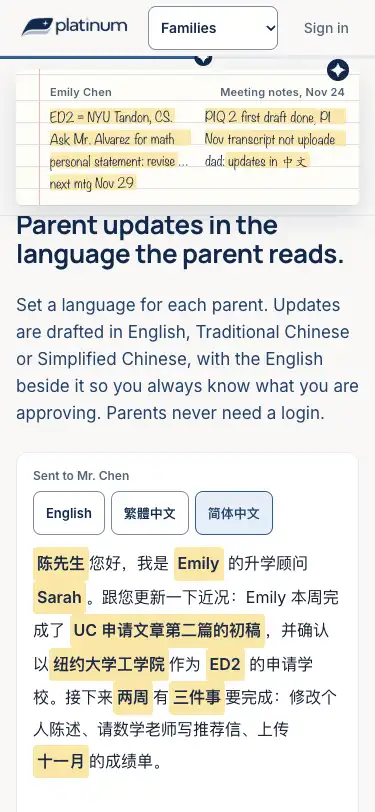 platinum
Families
Sign in
Emily Chen
Meeting notes, Nov 24
ED2 = NYU Tandon, CS.
Ask Mr. Alvarez for math
personal statement: revise ...
next mtg Nov 29
PIQ 2 first draft done, PI
Nov transcript not uploade
dad: updates in 中文
Parent updates in the
language the parent reads.
Set a language for each parent. Updates
are drafted in English, Traditional Chinese
or Simplified Chinese, with the English
beside it so you always know what you are
approving. Parents never need a login.
Sent to Mr. Chen
English
繁體中文
简体中文
陈先生您好，我是 Emily 的升学顾问
Sarah。跟您更新一下近况：Emily 本周完
成了 UC 申请文章第二篇的初稿，并确认
以纽约大学工学院作为 ED2 的申请学
校。接下来两周有三件事要完成：修改个
人陈述、请数学老师写推荐信、上传
十一月的成绩单。